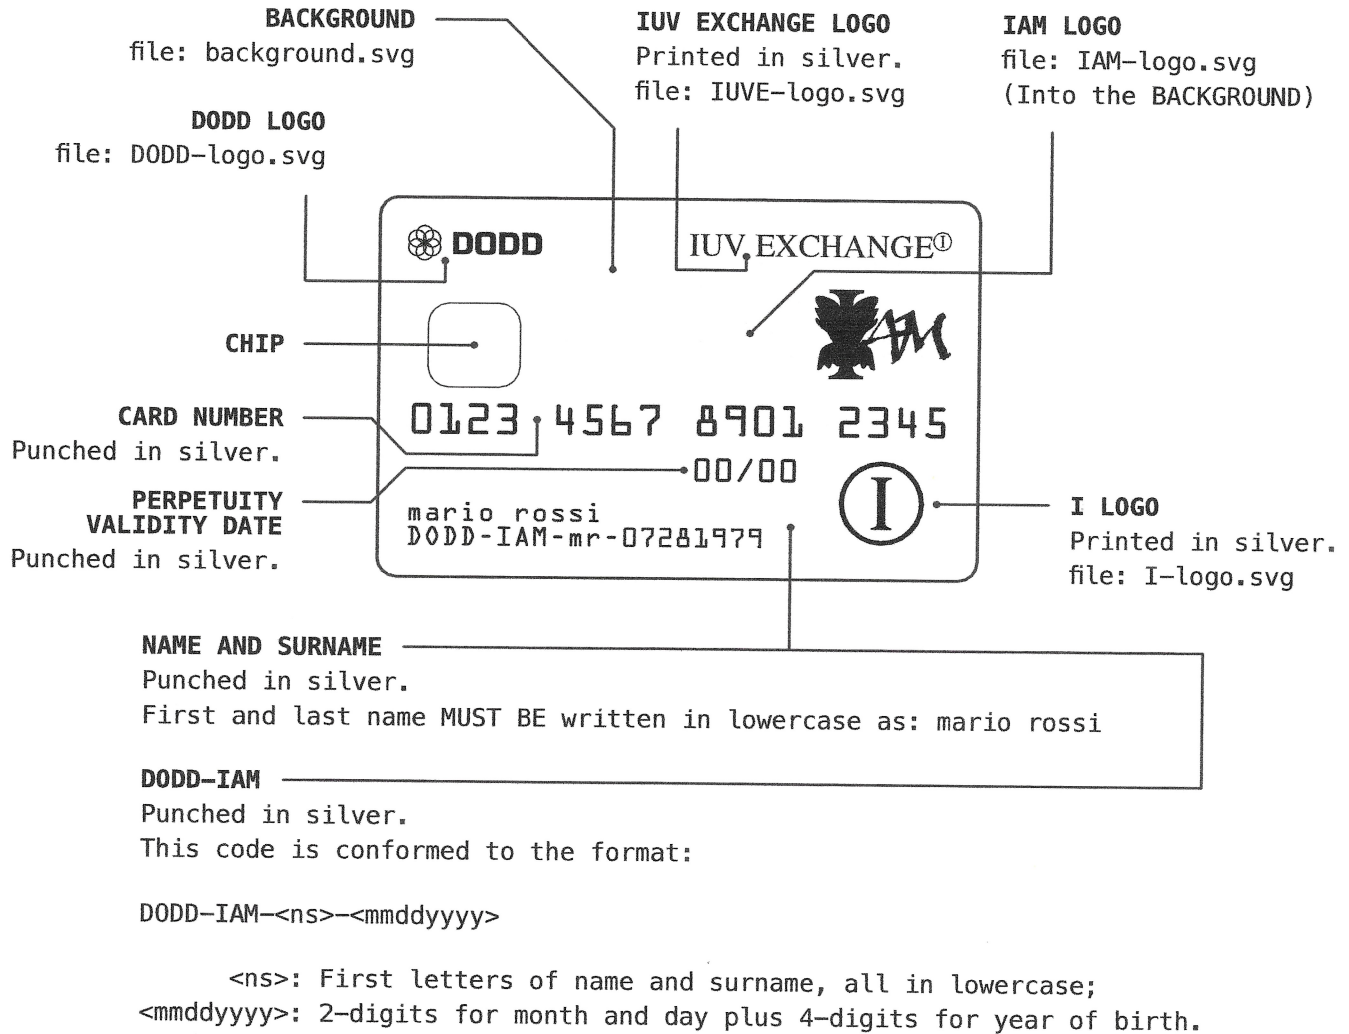 BACKGROUND
file: background.svg
IUV EXCHANGE LOGO
Printed in silver.
file: IUVE-logo.svg
IAM LOGO
file: IAM-logo.svg
(Into the BACKGROUND)
DODD LOGO
file: DODD-logo.svg
DODD
IUV EXCHANGE Ⓘ
IAM
CHIP
CARD NUMBER
Punched in silver.
0123 4567 8901 2345
PERPETUITY
VALIDITY DATE
Punched in silver.
00/00
mario rossi
DODD-IAM-mr-07281979
I
I LOGO
Printed in silver.
file: I-logo.svg
NAME AND SURNAME
Punched in silver.
First and last name MUST BE written in lowercase as: mario rossi
DODD-IAM
Punched in silver.
This code is conformed to the format:
DODD-IAM-<ns>-<mmddyyyy>
<ns>: First letters of name and surname, all in lowercase;
<mmddyyyy>: 2-digits for month and day plus 4-digits for year of birth.